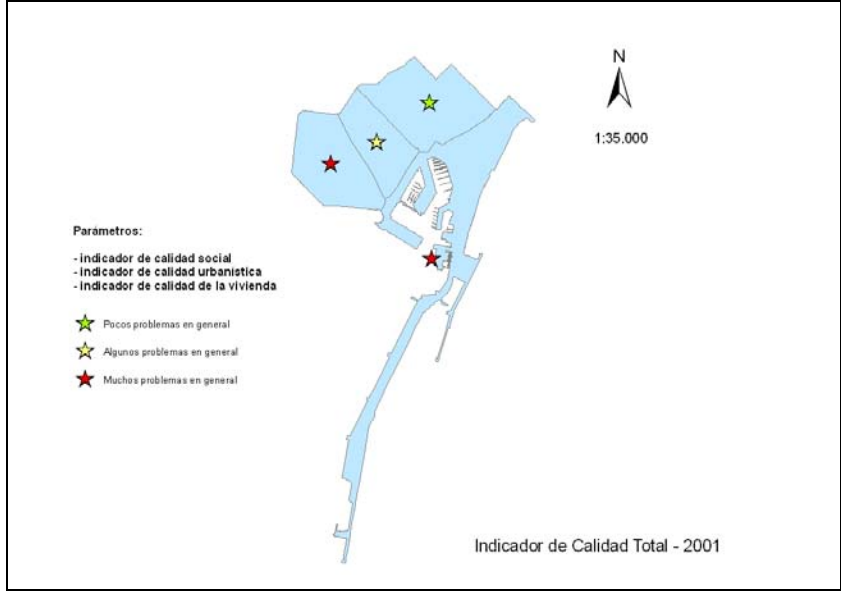 N
1:35.000
Parámetros:
- indicador de calidad social
- indicador de calidad urbanística
- indicador de calidad de la vivienda
Pocos problemas en general
Algunos problemas en general
Muchos problemas en general
Indicador de Calidad Total - 2001